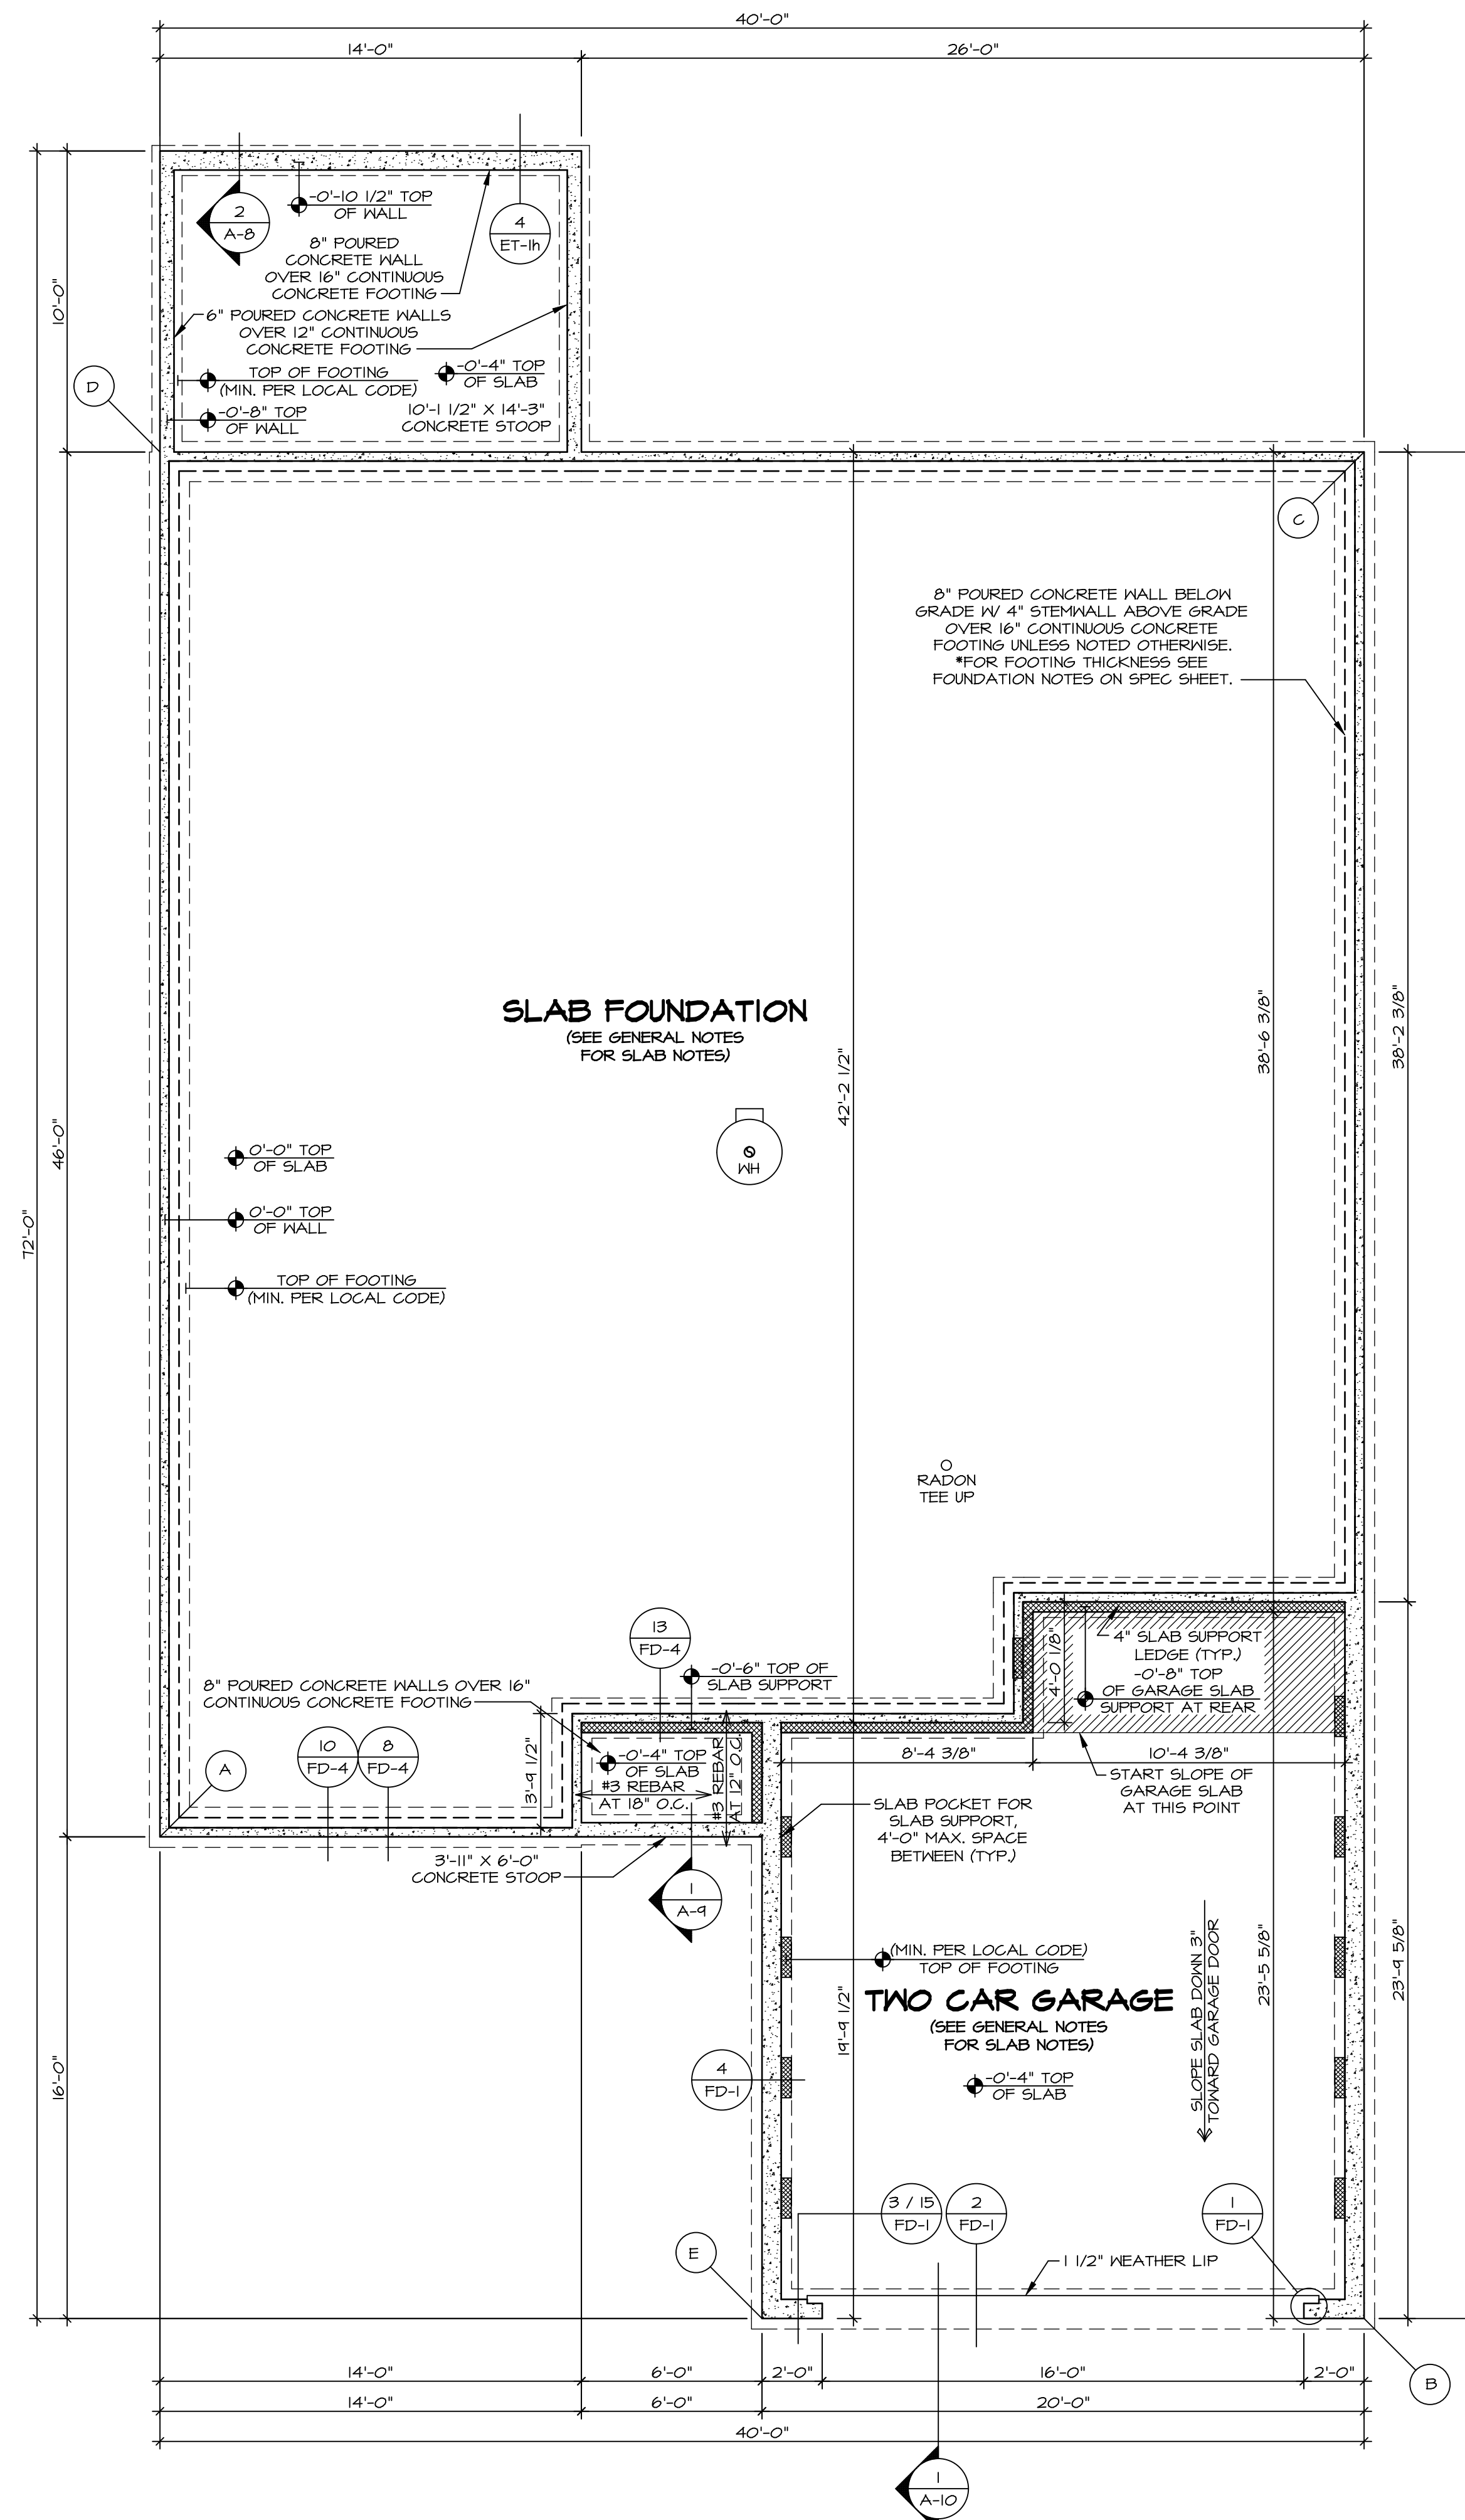 40'-0"
14'-0"
26'-0"
2
A-8
-0'-10 1/2" TOP
OF WALL
4
ET-1h
8" POURED
CONCRETE WALL
OVER 16" CONTINUOUS
CONCRETE FOOTING
10'-0"
6" POURED CONCRETE WALLS
OVER 12" CONTINUOUS
CONCRETE FOOTING
D
TOP OF FOOTING
(MIN. PER LOCAL CODE)
-0'-4" TOP
OF SLAB
-0'-8" TOP
OF WALL
10'-1 1/2" X 14'-3"
CONCRETE STOOP
C
8" POURED CONCRETE WALL BELOW
GRADE W/ 4" STEMWALL ABOVE GRADE
OVER 16" CONTINUOUS CONCRETE
FOOTING UNLESS NOTED OTHERWISE.
*FOR FOOTING THICKNESS SEE
FOUNDATION NOTES ON SPEC SHEET.
SLAB FOUNDATION
(SEE GENERAL NOTES
FOR SLAB NOTES)
42'-2 1/2"
38'-6 3/8"
38'-2 3/8"
46'-0"
72'-0"
WH
0'-0" TOP
OF SLAB
0'-0" TOP
OF WALL
TOP OF FOOTING
(MIN. PER LOCAL CODE)
RADON
TEE UP
13
FD-4
-0'-6" TOP OF
SLAB SUPPORT
8" POURED CONCRETE WALLS OVER 16"
CONTINUOUS CONCRETE FOOTING
4'-0 1/8"
4" SLAB SUPPORT
LEDGE (TYP.)
-0'-8" TOP
OF GARAGE SLAB
SUPPORT AT REAR
A
10
FD-4
8
FD-4
3'-9 1/2"
-0'-4" TOP
OF SLAB
#3 REBAR
AT 18" O.C.
#3 REBAR
AT 12" O.C.
8'-4 3/8"
10'-4 3/8"
START SLOPE OF
GARAGE SLAB
AT THIS POINT
SLAB POCKET FOR
SLAB SUPPORT,
4'-0" MAX. SPACE
BETWEEN (TYP.)
3'-11" X 6'-0"
CONCRETE STOOP
1
A-9
(MIN. PER LOCAL CODE)
TOP OF FOOTING
TWO CAR GARAGE
(SEE GENERAL NOTES
FOR SLAB NOTES)
-0'-4" TOP
OF SLAB
SLOPE SLAB DOWN 3"
TOWARD GARAGE DOOR
19'-9 1/2"
23'-5 5/8"
23'-9 5/8"
16'-0"
4
FD-1
3 / 15
FD-1
2
FD-1
1
FD-1
E
1 1/2" WEATHER LIP
14'-0"
6'-0"
2'-0"
16'-0"
2'-0"
B
14'-0"
6'-0"
20'-0"
40'-0"
1
A-10